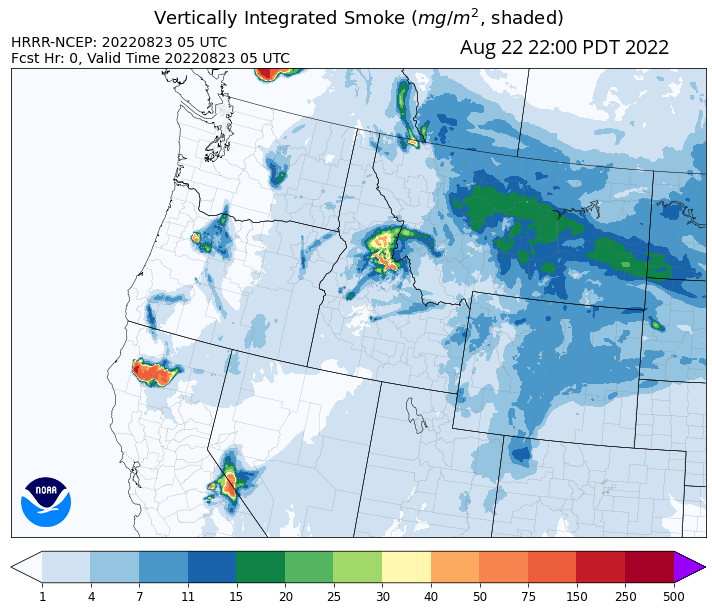 Vertically Integrated Smoke (mg/m², shaded)
HRRR-NCEP: 20220823 05 UTC
Fcst Hr: 0, Valid Time 20220823 05 UTC
Aug 22 22:00 PDT 2022
NOAA
1 4 7 11 15 20 25 30 40 50 75 150 250 500